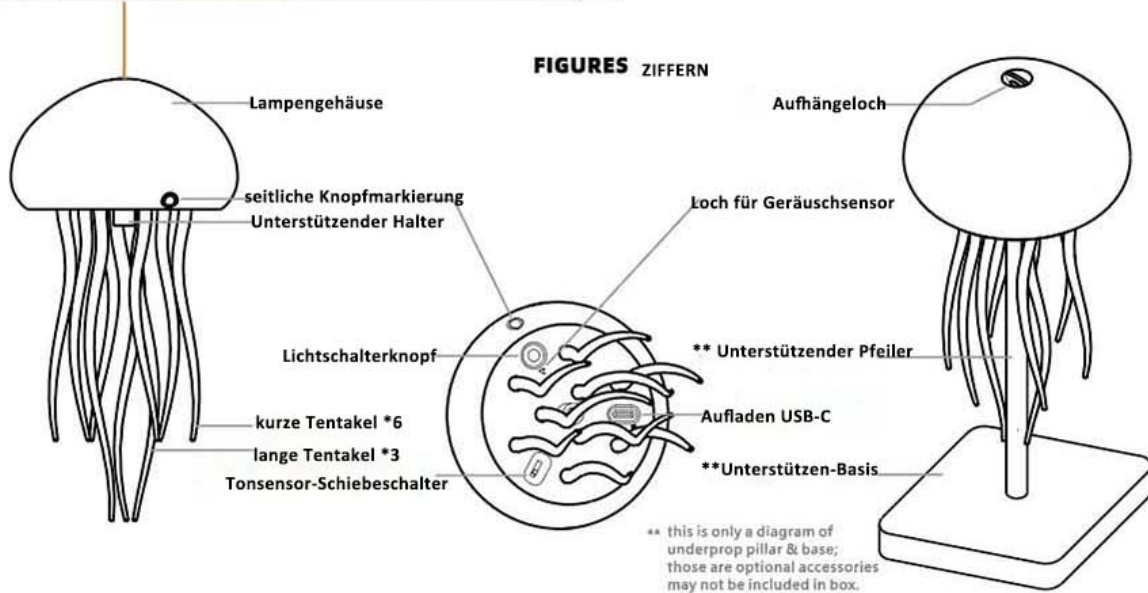 FIGURES ZIFFERN
Lampengehäuse
Aufhängeloch
seitliche Knopfmarkierung
Loch für Geräuschsensor
Unterstützender Halter
Lichtschalterknopf
** Unterstützender Pfeiler
kurze Tentakel *6
Aufladen USB-C
lange Tentakel *3
**Unterstützen-Basis
Tonsensor-Schiebeschalter
** this is only a diagram of
underprop pillar & base;
those are optional accessories
may not be included in box.